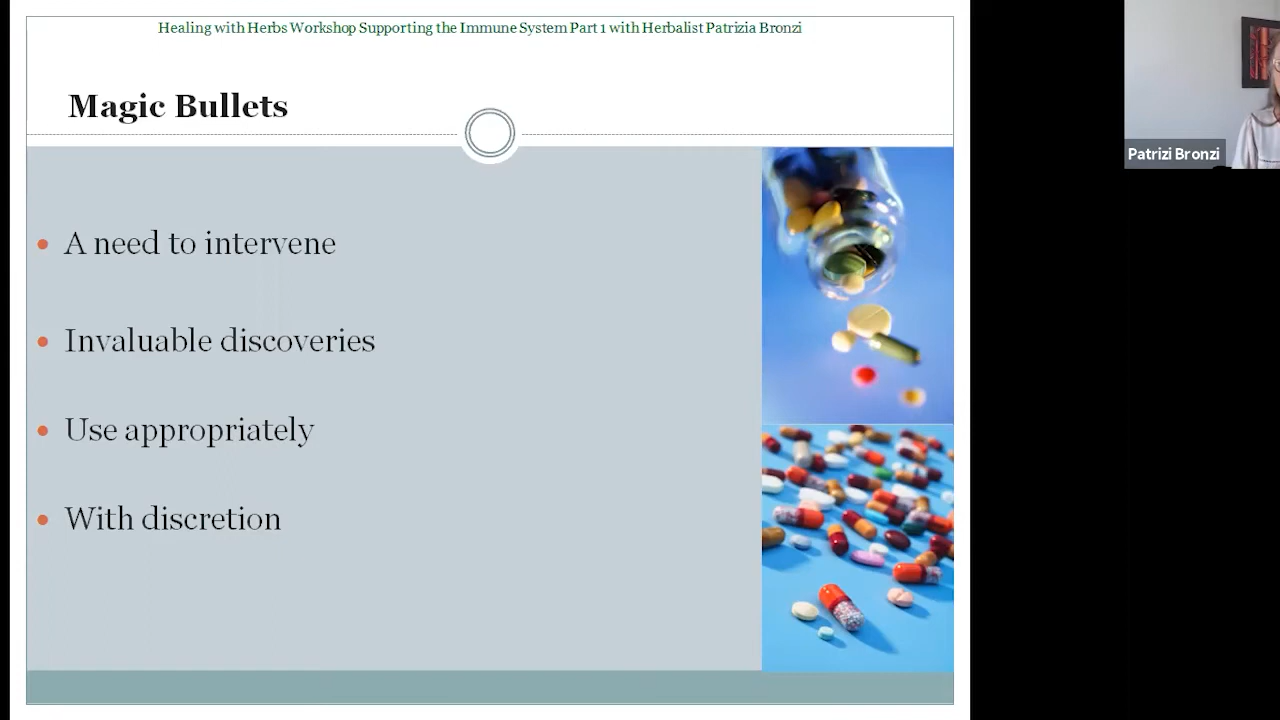 Healing with Herbs Workshop Supporting the Immune System Part 1 with Herbalist Patrizia Bronzi
Magic Bullets
Patrizi Bronzi
• A need to intervene
• Invaluable discoveries
• Use appropriately
• With discretion